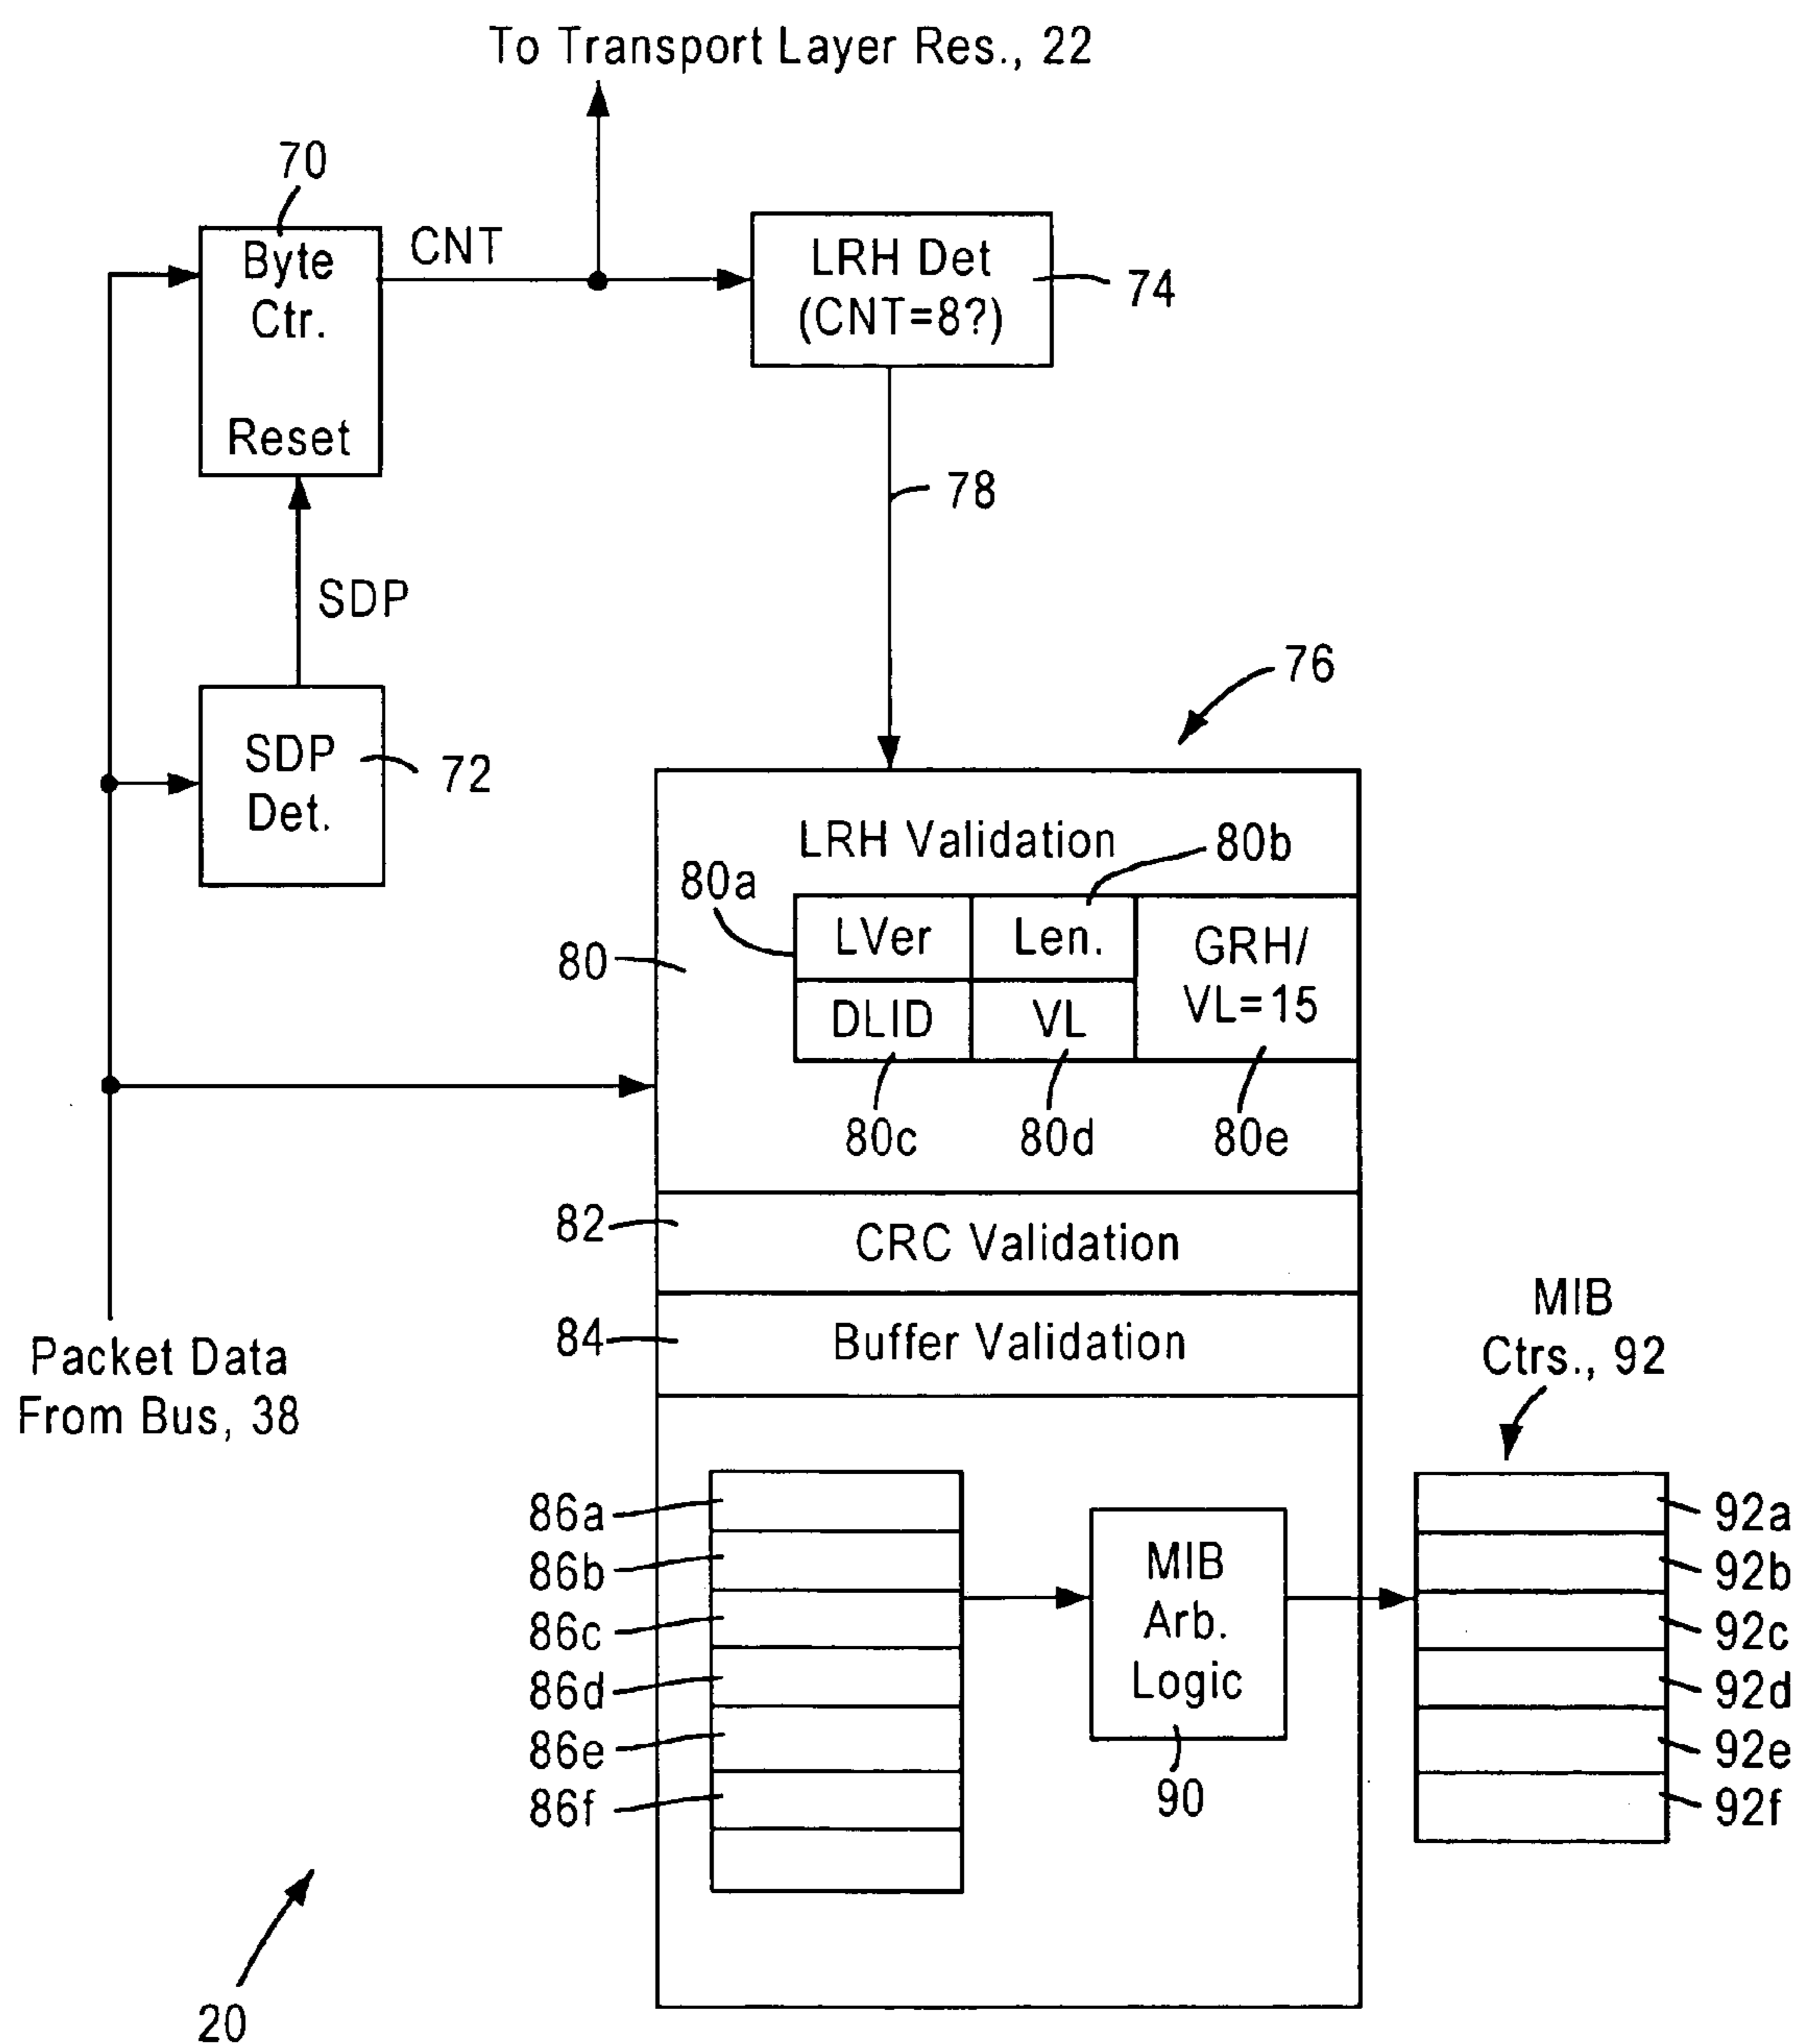 To Transport Layer Res., 22
70
Byte
Ctr.
Reset
CNT
LRH Det
(CNT=8?)
74
78
SDP
76
SDP
Det.
72
LRH Validation
80b
80a
80
LVer
Len.
GRH/
VL=15
DLID
VL
80c
80d
80e
82
CRC Validation
84
Buffer Validation
Packet Data
From Bus, 38
MIB
Ctrs., 92
86a
86b
86c
86d
86e
86f
MIB
Arb.
Logic
90
92a
92b
92c
92d
92e
92f
20